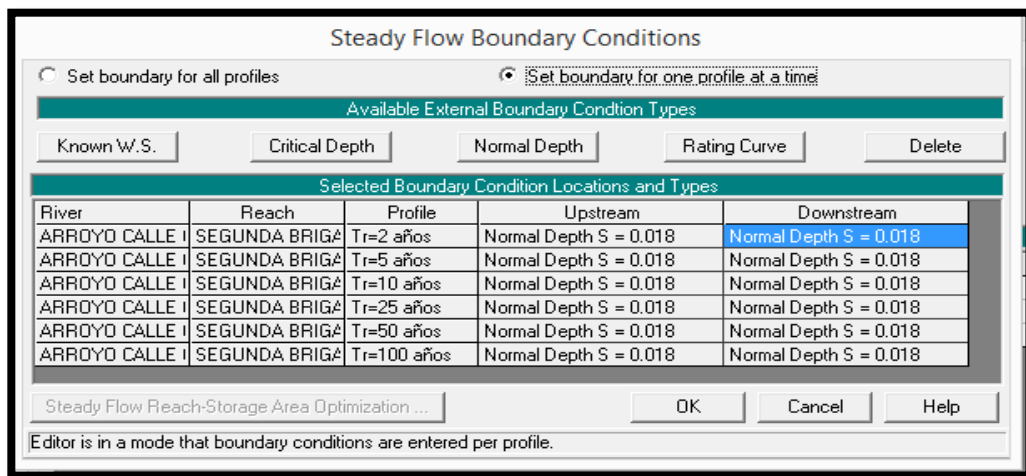 Steady Flow Boundary Conditions
Set boundary for all profiles Set boundary for one profile at a time
Available External Boundary Condtion Types
Known W.S. Critical Depth Normal Depth Rating Curve Delete
Selected Boundary Condition Locations and Types
River Reach Profile Upstream Downstream
ARROYO CALLE SEGUNDA BRIGA Tr=2 años Normal Depth S = 0.018 Normal Depth S = 0.018
ARROYO CALLE SEGUNDA BRIGA Tr=5 años Normal Depth S = 0.018 Normal Depth S = 0.018
ARROYO CALLE SEGUNDA BRIGA Tr=10 años Normal Depth S = 0.018 Normal Depth S = 0.018
ARROYO CALLE SEGUNDA BRIGA Tr=25 años Normal Depth S = 0.018 Normal Depth S = 0.018
ARROYO CALLE SEGUNDA BRIGA Tr=50 años Normal Depth S = 0.018 Normal Depth S = 0.018
ARROYO CALLE SEGUNDA BRIGA Tr=100 años Normal Depth S = 0.018 Normal Depth S = 0.018
Steady Flow Reach-Storage Area Optimization ... OK Cancel Help
Editor is in a mode that boundary conditions are entered per profile.